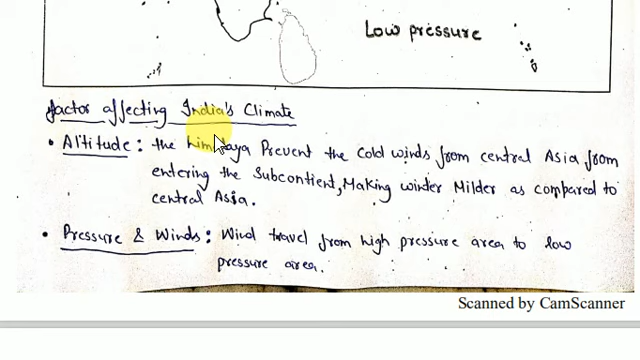 Low pressure
factor affecting India's Climate
• Altitude : the himalaya Prevent the cold winds from central Asia from
entering the Subcontient, Making winter Milder as compared to
central Asia.
• Pressure & Winds : Wind travel from high pressure area to low
pressure area.
Scanned by CamScanner